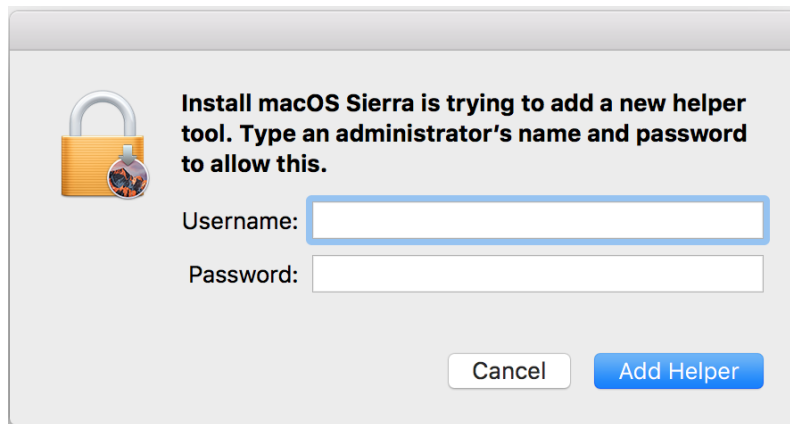 Install macOS Sierra is trying to add a new helper
tool. Type an administrator’s name and password
to allow this.
Username:
Password:
Cancel Add Helper